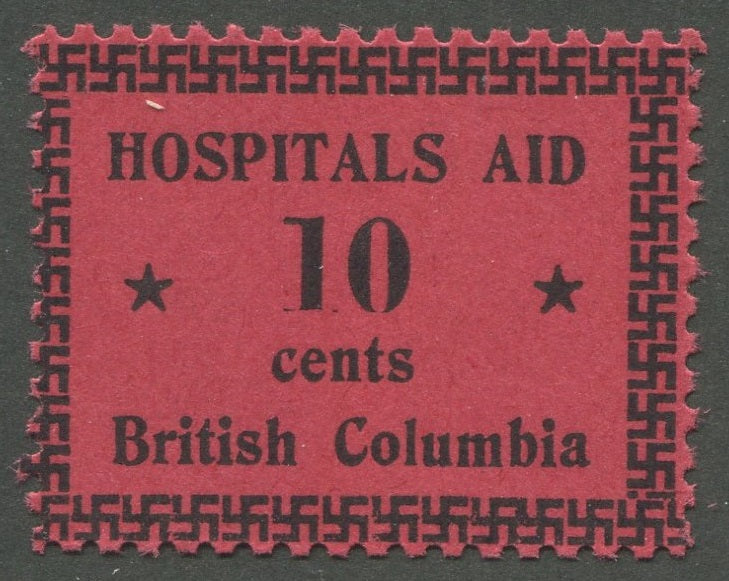 HOSPITALS AID
10
cents
British Columbia